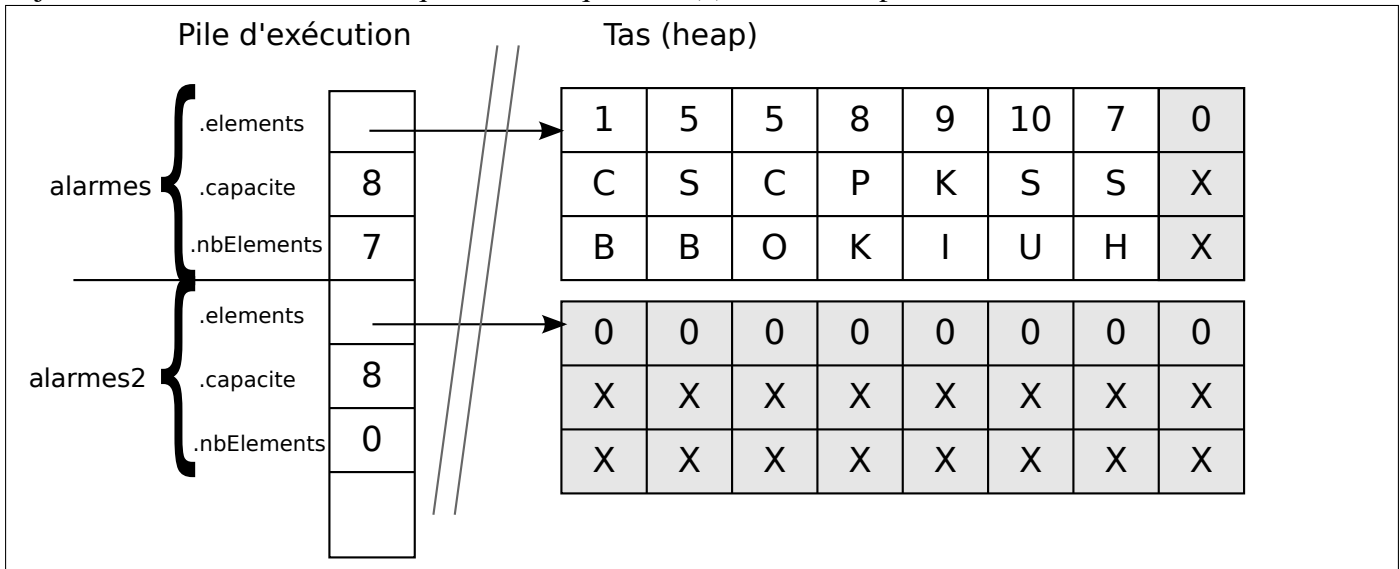 Pile d'exécution Tas (heap)
.elements 1 5 5 8 9 10 7 0
alarmes .capacite 8 C S C P K S S X
.nbElements 7 B B O K I U H X
.elements 0 0 0 0 0 0 0 0
alarmes2 .capacite 8 X X X X X X X X
.nbElements 0 X X X X X X X X